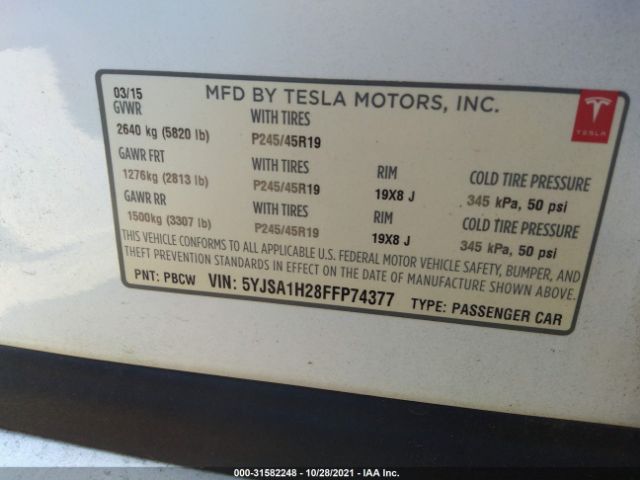 03/15 MFD BY TESLA MOTORS, INC.
GVWR WITH TIRES
2640 kg (5820 lb) P245/45R19
GAWR FRT WITH TIRES RIM COLD TIRE PRESSURE
1276kg (2813 lb) P245/45R19 19X8 J 345 kPa, 50 psi
GAWR RR WITH TIRES RIM COLD TIRE PRESSURE
1500kg (3307 lb) P245/45R19 19X8 J 345 kPa, 50 psi
THIS VEHICLE CONFORMS TO ALL APPLICABLE U.S. FEDERAL MOTOR VEHICLE SAFETY, BUMPER, AND
THEFT PREVENTION STANDARDS IN EFFECT ON THE DATE OF MANUFACTURE SHOWN ABOVE.
PNT: PBCW VIN: 5YJSA1H28FFP74377 TYPE: PASSENGER CAR
TESLA
000-31582248 - 10/28/2021 - IAA Inc.